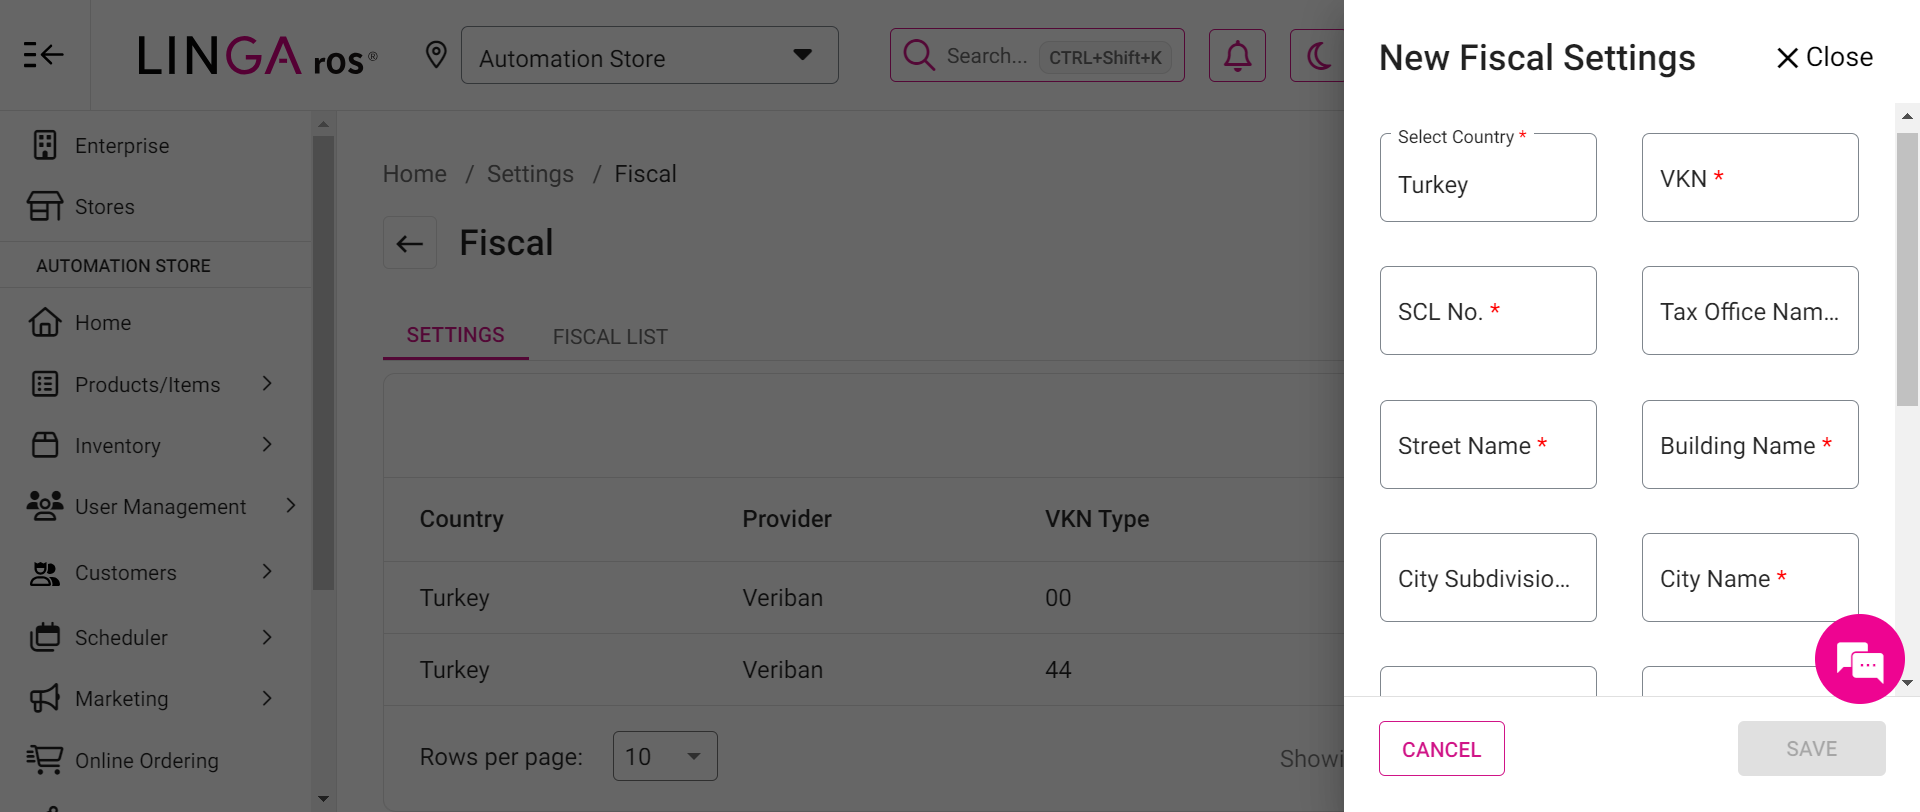 LINGA ros®
Automation Store
Search... CTRL+Shift+K
Enterprise
Stores
AUTOMATION STORE
Home
Products/Items
Inventory
User Management
Customers
Scheduler
Marketing
Online Ordering
Home / Settings / Fiscal
Fiscal
SETTINGS FISCAL LIST
Country Provider VKN Type
Turkey Veriban 00
Turkey Veriban 44
Rows per page: 10 Showi
New Fiscal Settings Close
Select Country *
Turkey
VKN *
SCL No. *
Tax Office Nam...
Street Name *
Building Name *
City Subdivisio...
City Name *
CANCEL SAVE